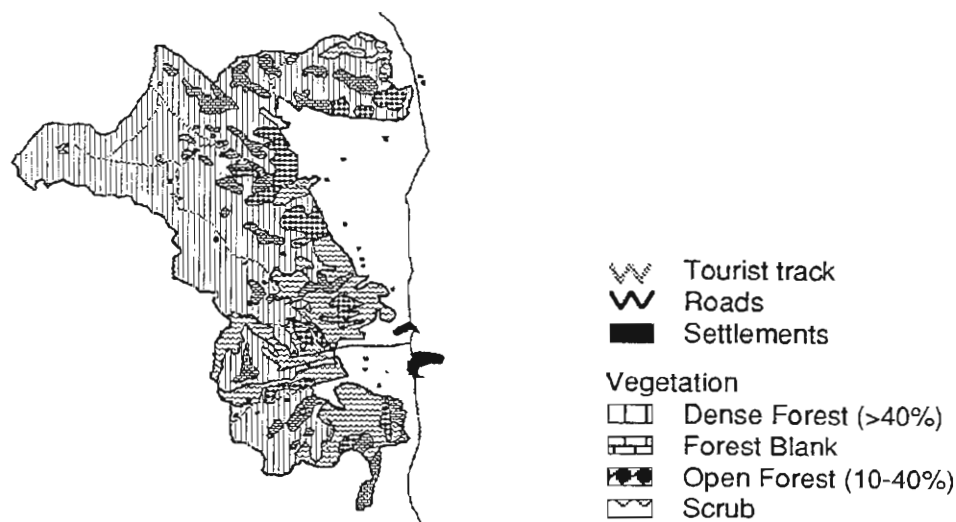 Tourist track
Roads
Settlements
Vegetation
Dense Forest (>40%)
Forest Blank
Open Forest (10-40%)
Scrub